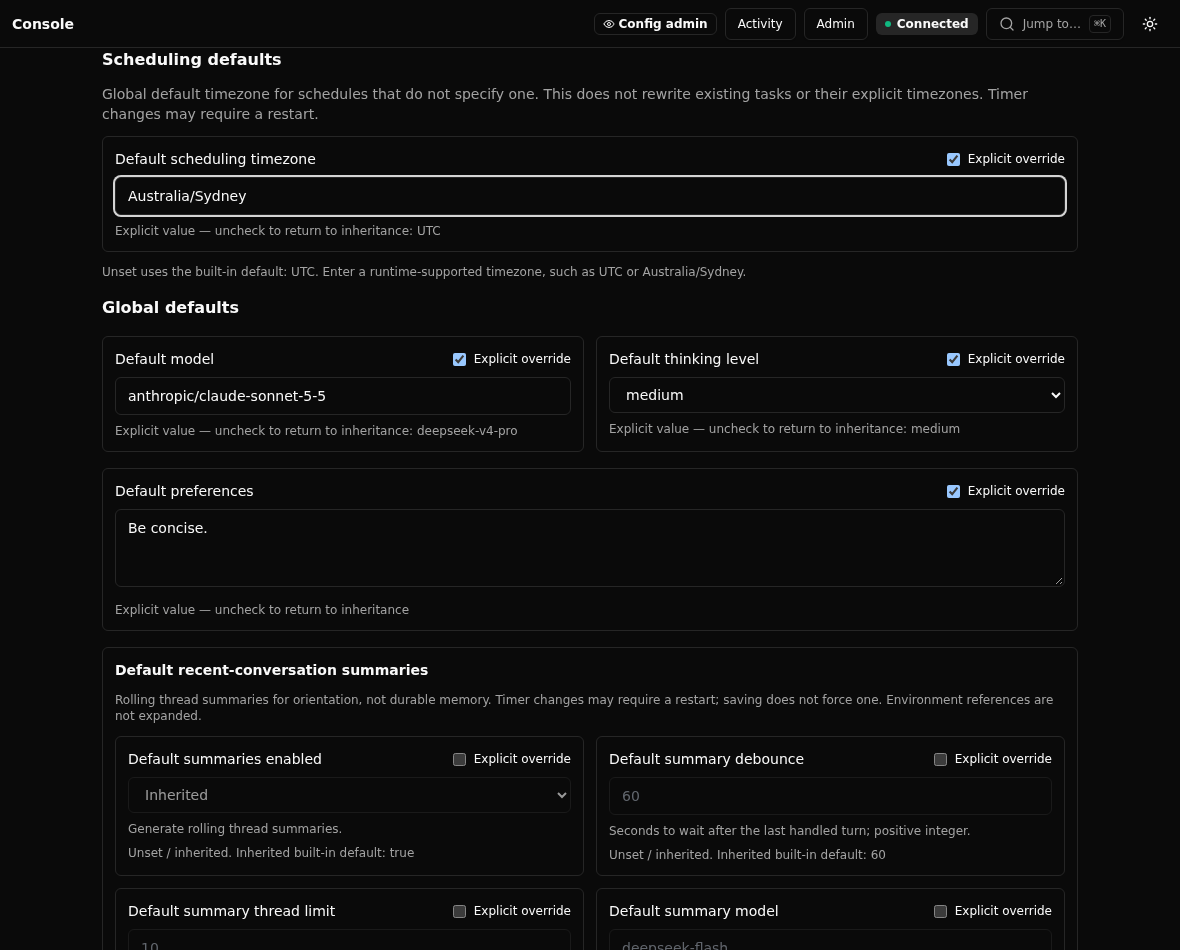 Console
Config admin
Activity
Admin
Connected
Jump to...
⌘K
Scheduling defaults
Global default timezone for schedules that do not specify one. This does not rewrite existing tasks or their explicit timezones. Timer
changes may require a restart.
Default scheduling timezone
Explicit override
Australia/Sydney
Explicit value — uncheck to return to inheritance: UTC
Unset uses the built-in default: UTC. Enter a runtime-supported timezone, such as UTC or Australia/Sydney.
Global defaults
Default model
Explicit override
anthropic/claude-sonnet-5-5
Explicit value — uncheck to return to inheritance: deepseek-v4-pro
Default thinking level
Explicit override
medium
Explicit value — uncheck to return to inheritance: medium
Default preferences
Explicit override
Be concise.
Explicit value — uncheck to return to inheritance
Default recent-conversation summaries
Rolling thread summaries for orientation, not durable memory. Timer changes may require a restart; saving does not force one. Environment references are
not expanded.
Default summaries enabled
Explicit override
Inherited
Generate rolling thread summaries.
Unset / inherited. Inherited built-in default: true
Default summary debounce
Explicit override
60
Seconds to wait after the last handled turn; positive integer.
Unset / inherited. Inherited built-in default: 60
Default summary thread limit
Explicit override
10
Default summary model
Explicit override
deepseek-flash